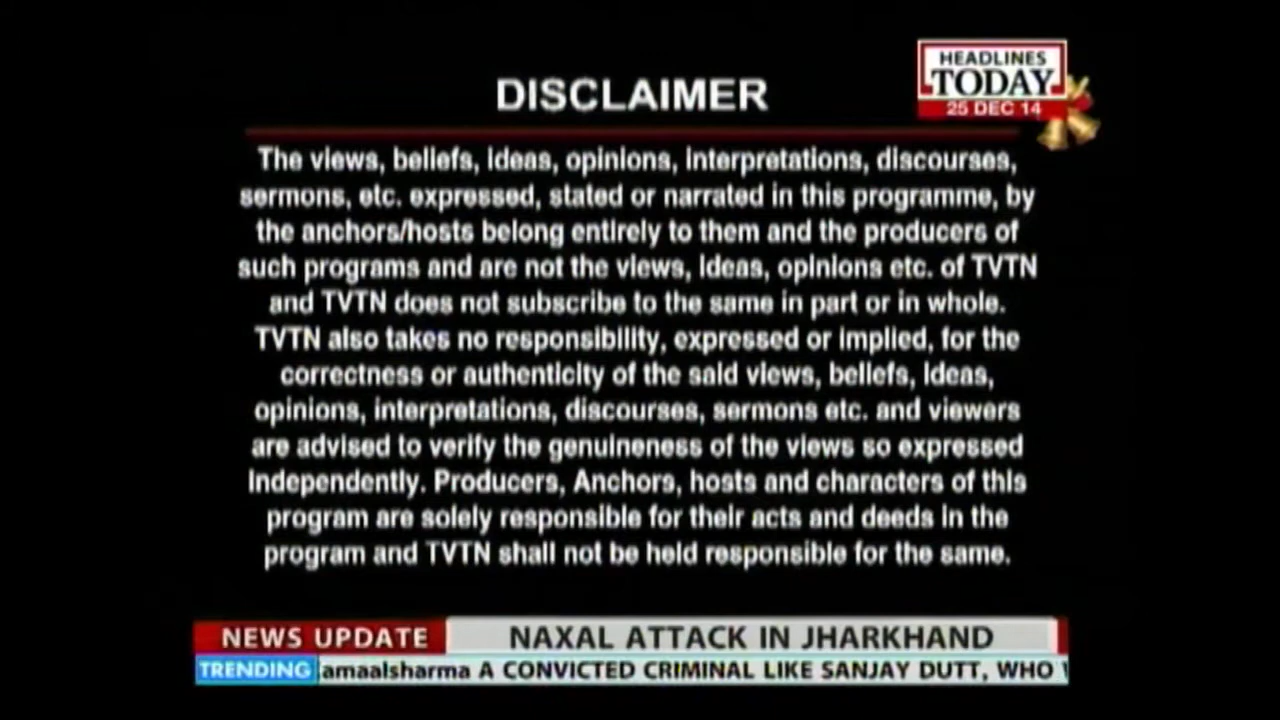 HEADLINES
TODAY
25 DEC 14
DISCLAIMER
The views, beliefs, ideas, opinions, interpretations, discourses,
sermons, etc. expressed, stated or narrated in this programme, by
the anchors/hosts belong entirely to them and the producers of
such programs and are not the views, ideas, opinions etc. of TVTN
and TVTN does not subscribe to the same in part or in whole.
TVTN also takes no responsibility, expressed or implied, for the
correctness or authenticity of the said views, beliefs, ideas,
opinions, interpretations, discourses, sermons etc. and viewers
are advised to verify the genuineness of the views so expressed
independently. Producers, Anchors, hosts and characters of this
program are solely responsible for their acts and deeds in the
program and TVTN shall not be held responsible for the same.
NEWS UPDATE NAXAL ATTACK IN JHARKHAND
TRENDING amaalsharma A CONVICTED CRIMINAL LIKE SANJAY DUTT, WHO